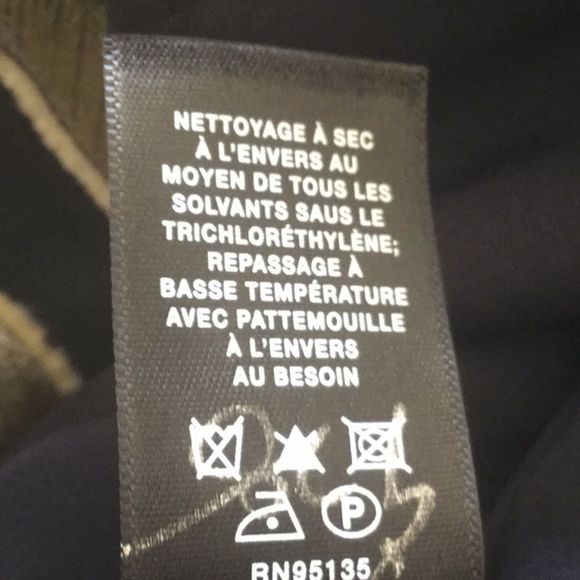 NETTOYAGE À SEC
À L'ENVERS AU
MOYEN DE TOUS LES
SOLVANTS SAUS LE
TRICHLORÉTHYLÈNE;
REPASSAGE À
BASSE TEMPÉRATURE
AVEC PATTEMOUILLE
À L'ENVERS
AU BESOIN
P
RN95135